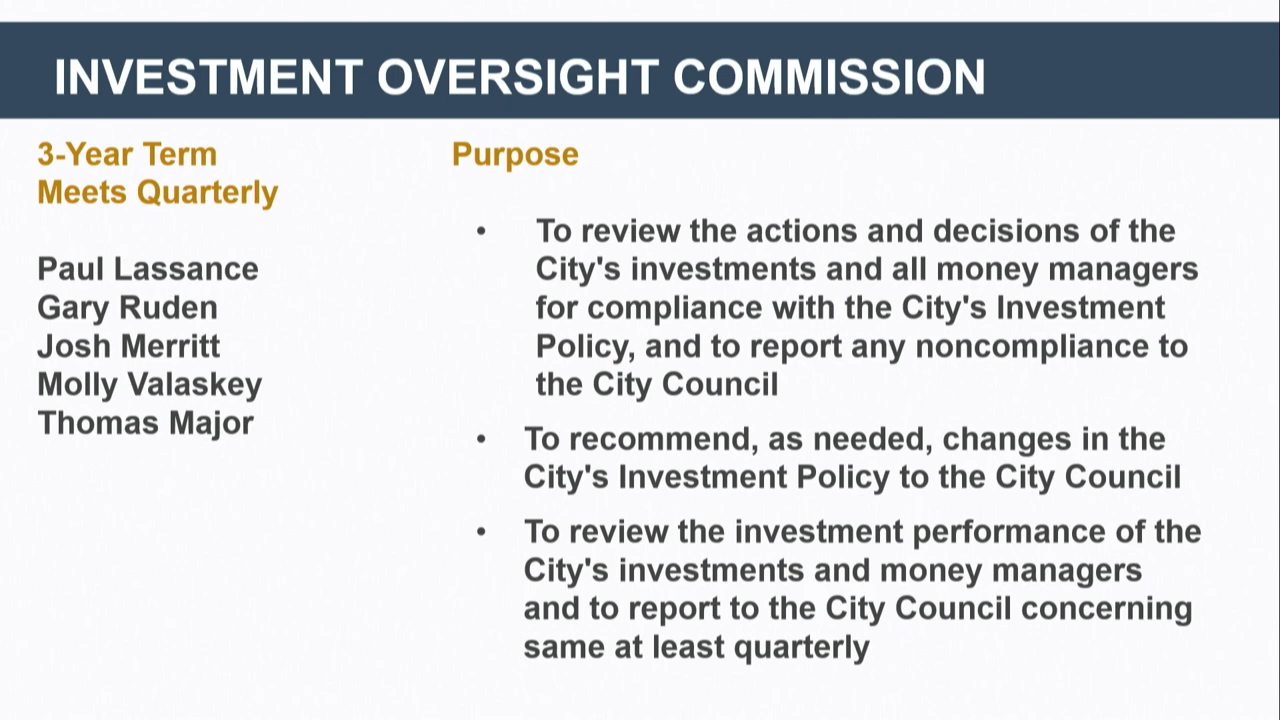 INVESTMENT OVERSIGHT COMMISSION
3-Year Term
Meets Quarterly
Paul Lassance
Gary Ruden
Josh Merritt
Molly Valaskey
Thomas Major
Purpose
• To review the actions and decisions of the
City's investments and all money managers
for compliance with the City's Investment
Policy, and to report any noncompliance to
the City Council
• To recommend, as needed, changes in the
City's Investment Policy to the City Council
• To review the investment performance of the
City's investments and money managers
and to report to the City Council concerning
same at least quarterly